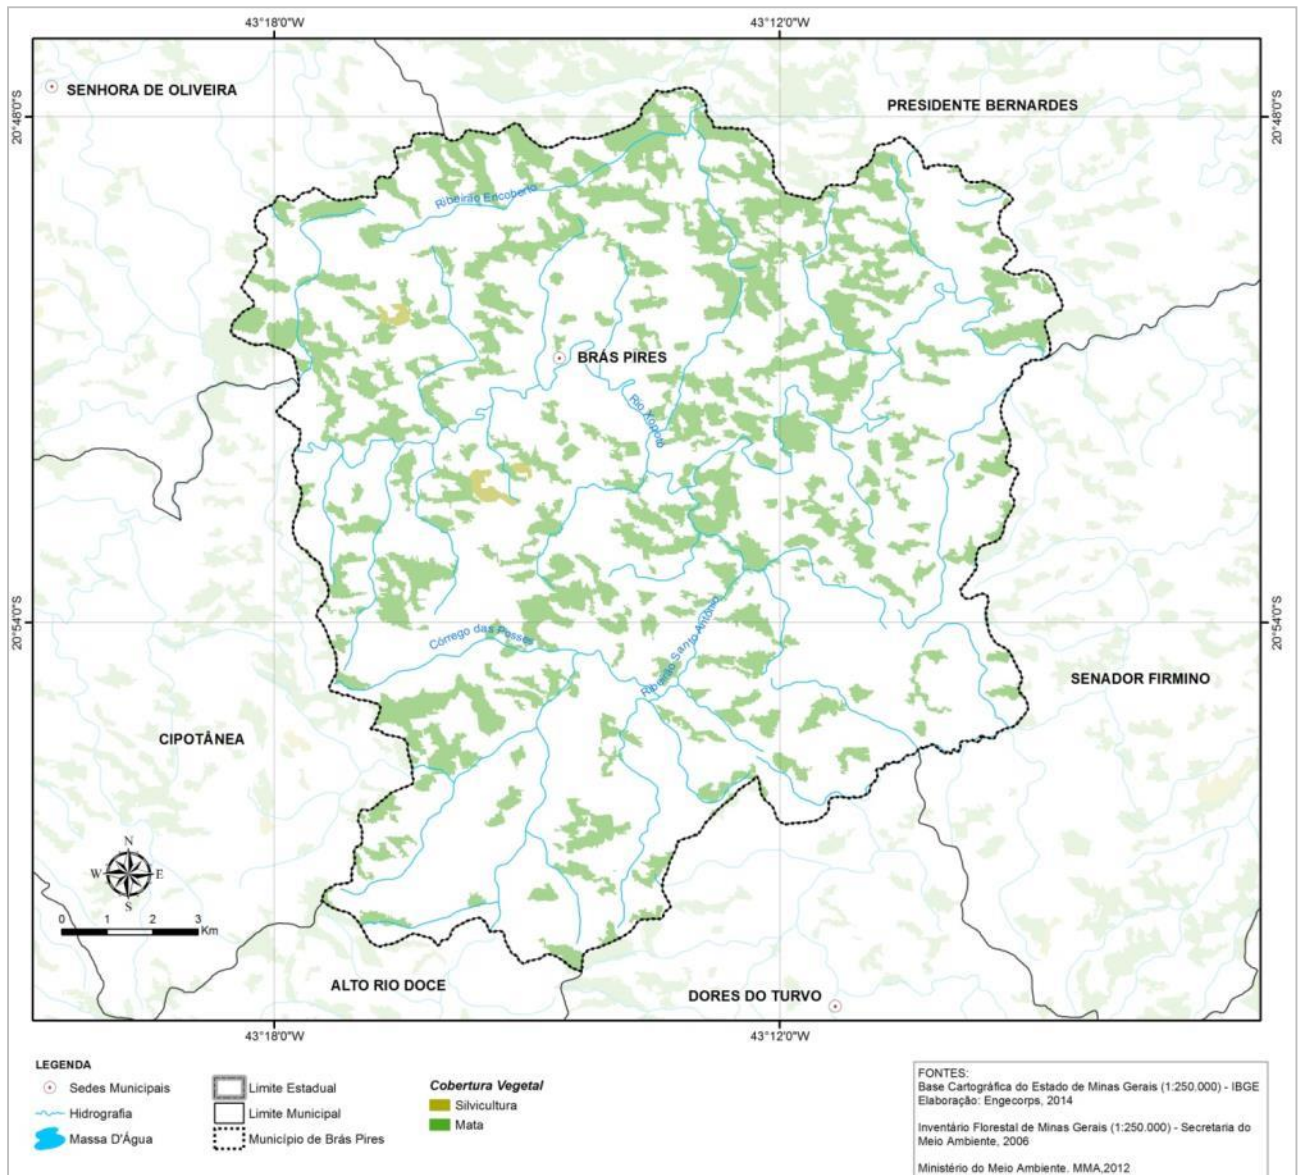 43°18'0"W
43°12'0"W
SENHORA DE OLIVEIRA
PRESIDENTE BERNARDES
20°48'0"S
20°48'0"S
Ribeirão Encoberto
BRÁS PIRES
Rio Xopotó
Ribeirão Santo Antônio
20°54'0"S
20°54'0"S
Córrego das Posses
SENADOR FIRMINO
CIPOTÂNEA
N
W
E
S
0 1 2 3
Km
ALTO RIO DOCE
DORES DO TURVO
43°18'0"W
43°12'0"W
LEGENDA
Sedes Municipais
Hidrografia
Massa D'Água
Limite Estadual
Limite Municipal
Município de Brás Pires
Cobertura Vegetal
Silvicultura
Mata
FONTES:
Base Cartográfica do Estado de Minas Gerais (1:250.000) - IBGE
Elaboração: Engecorps, 2014
Inventário Florestal de Minas Gerais (1:250.000) - Secretaria do
Meio Ambiente, 2006
Ministério do Meio Ambiente. MMA,2012